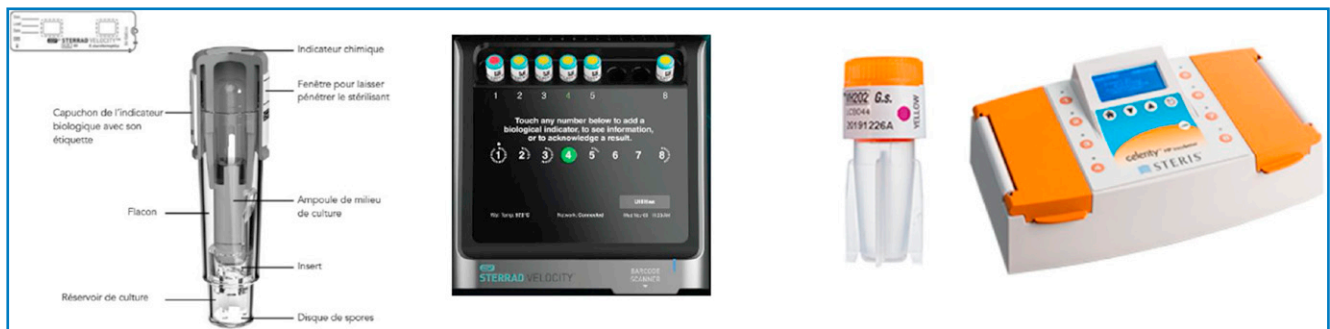 STERRAD VELOCITY
Indicateur chimique
Fenêtre pour laisser
pénétrer le stérilisant
Capuchon de l'indicateur
biologique avec son
étiquette
Ampoule de milieu
de culture
Flacon
Insert
Réservoir de culture
Disque de spores
1 2 3 4 5 8
Touch any number below to add a
biological indicator, to see information,
or to acknowledge a result.
1 2 3 4 5 6 7 8
Utilities
Network: Connected
STERRAD VELOCITY
BARCODE
SCANNER
G.s.
20191226A
YELLOW
celerity
STERIS